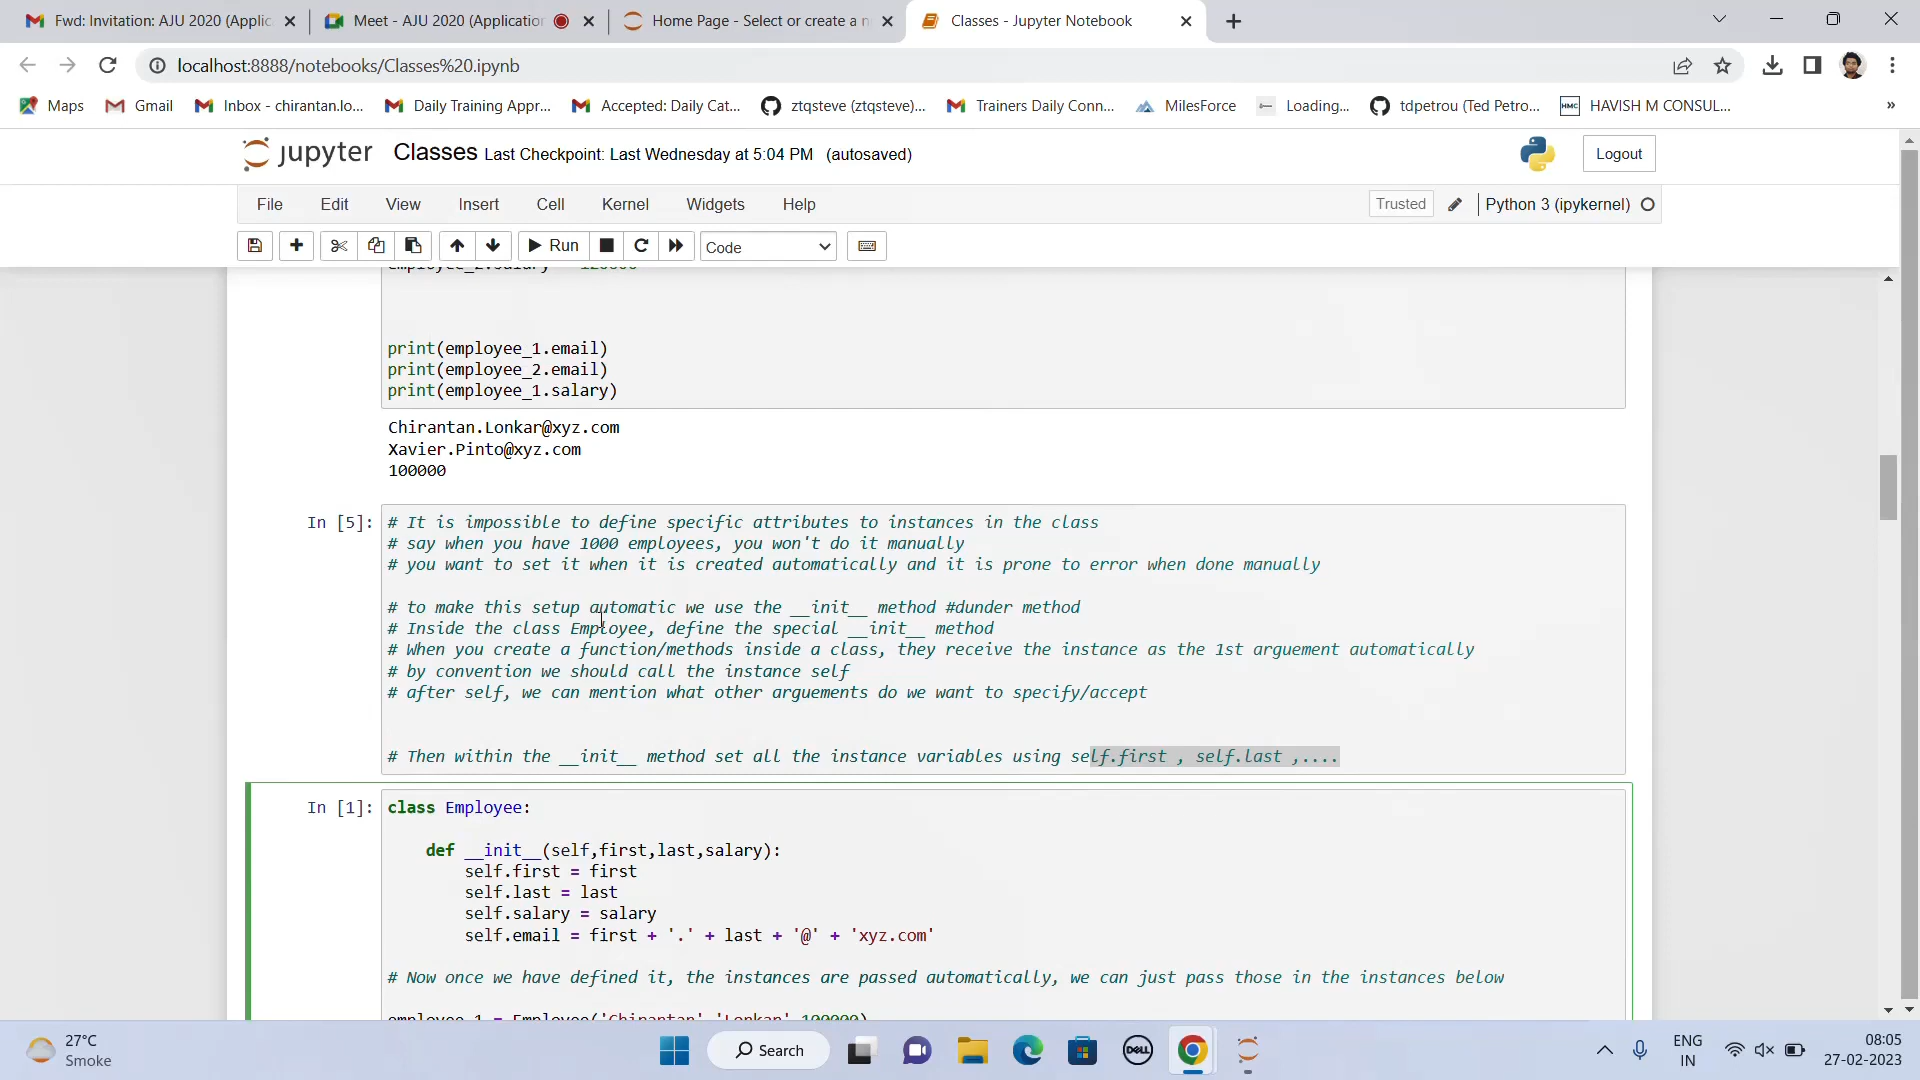 Fwd: Invitation: AJU 2020 (Applic
Meet - AJU 2020 (Application
Home Page - Select or create a n
Classes - Jupyter Notebook
localhost:8888/notebooks/Classes%20.ipynb
Maps
Gmail
Inbox - chirantan.lo...
Daily Training Appr...
Accepted: Daily Cat...
ztqsteve (ztqsteve)...
Trainers Daily Conn...
MilesForce
Loading...
tdpetrou (Ted Petro...
HMC
HAVISH M CONSUL...
»
jupyter Classes Last Checkpoint: Last Wednesday at 5:04 PM (autosaved)
Logout
File Edit View Insert Cell Kernel Widgets Help
Trusted
Python 3 (ipykernel)
Run
Code
print(employee_1.email)
print(employee_2.email)
print(employee_1.salary)
Chirantan.Lonkar@xyz.com
Xavier.Pinto@xyz.com
100000
In [5]: # It is impossible to define specific attributes to instances in the class
# say when you have 1000 employees, you won't do it manually
# you want to set it when it is created automatically and it is prone to error when done manually
# to make this setup automatic we use the __init__ method #dunder method
# Inside the class Employee, define the special __init__ method
# When you create a function/methods inside a class, they receive the instance as the 1st arguement automatically
# by convention we should call the instance self
# after self, we can mention what other arguements do we want to specify/accept
# Then within the __init__ method set all the instance variables using self.first , self.last ,....
In [1]: class Employee:
def __init__(self,first,last,salary):
self.first = first
self.last = last
self.salary = salary
self.email = first + '.' + last + '@' + 'xyz.com'
# Now once we have defined it, the instances are passed automatically, we can just pass those in the instances below
employee_1 = Employee('Chirantan','Lonkar',100000)
27°C
Smoke
Search
DELL
ENG
IN
08:05
27-02-2023